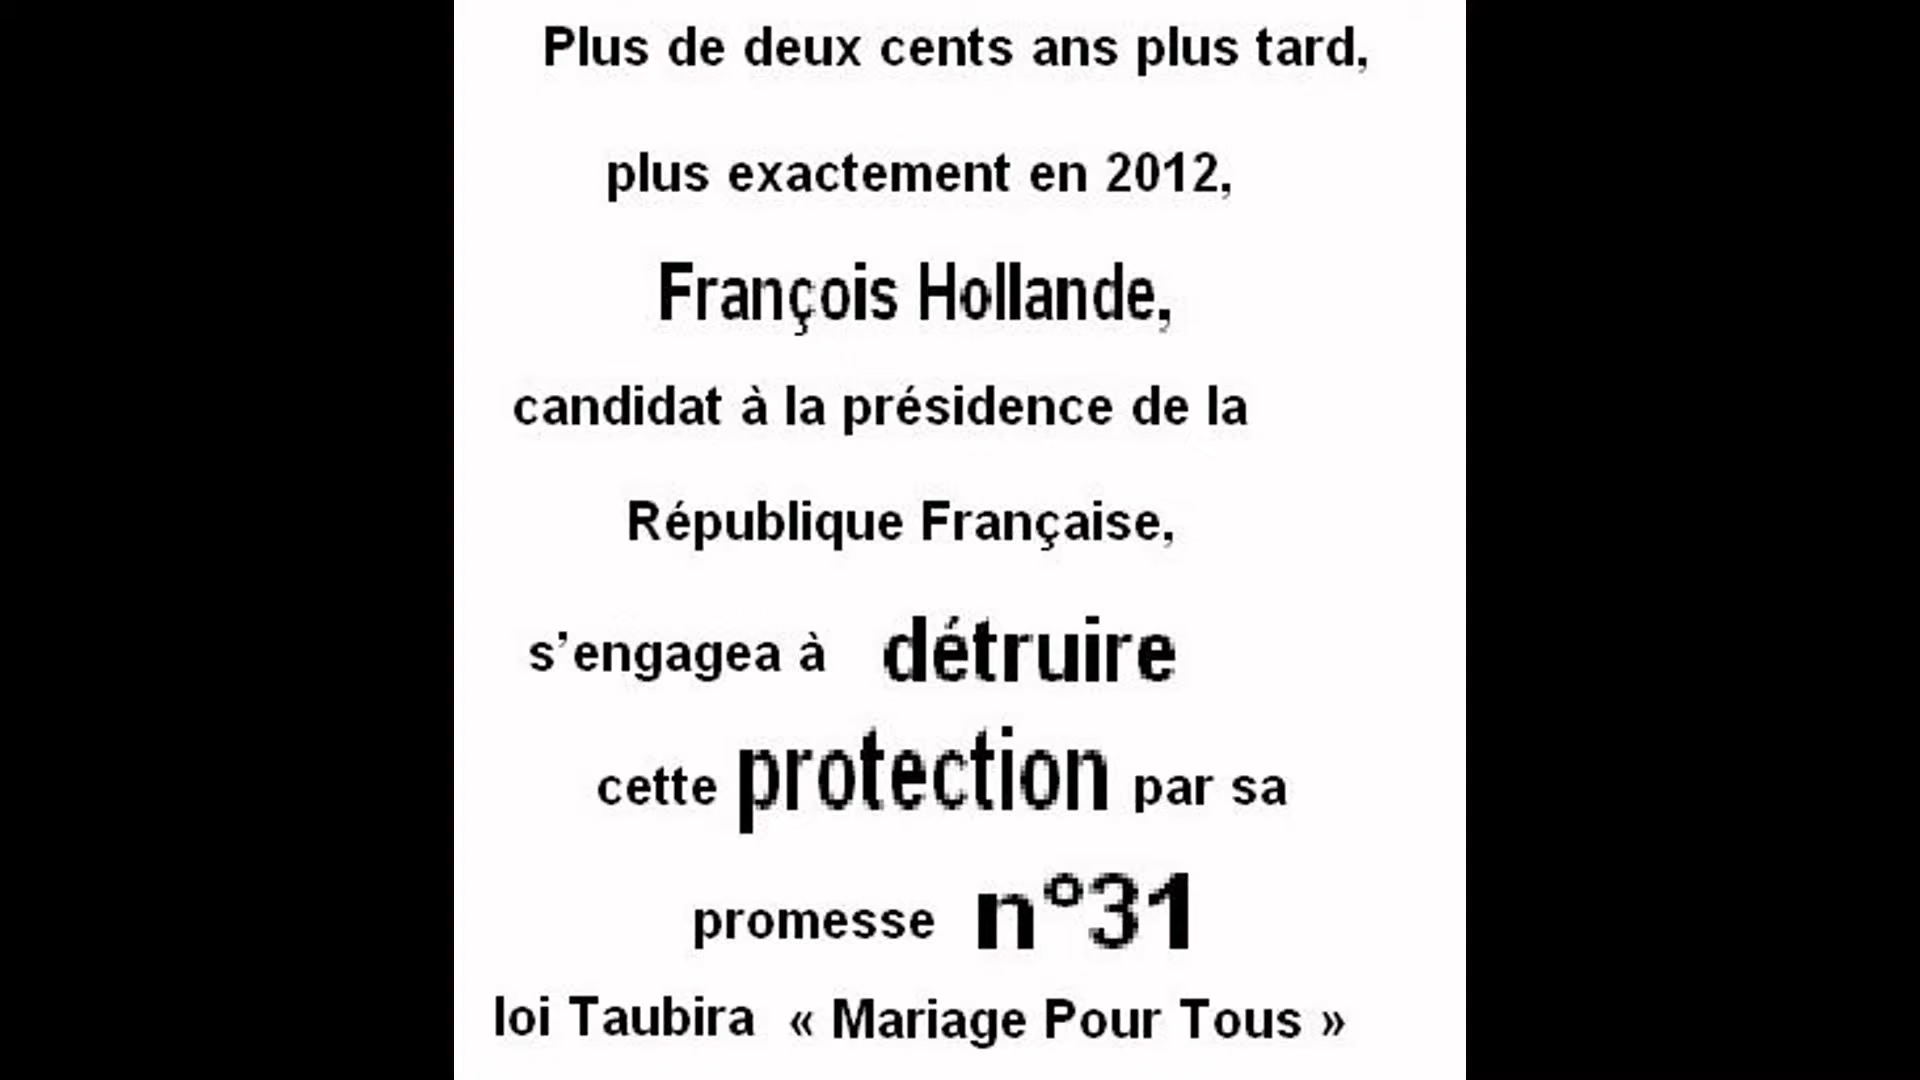 Plus de deux cents ans plus tard,
plus exactement en 2012,
François Hollande,
candidat à la présidence de la
République Française,
s’engagea à détruire
cette protection par sa
promesse n°31
loi Taubira « Mariage Pour Tous »